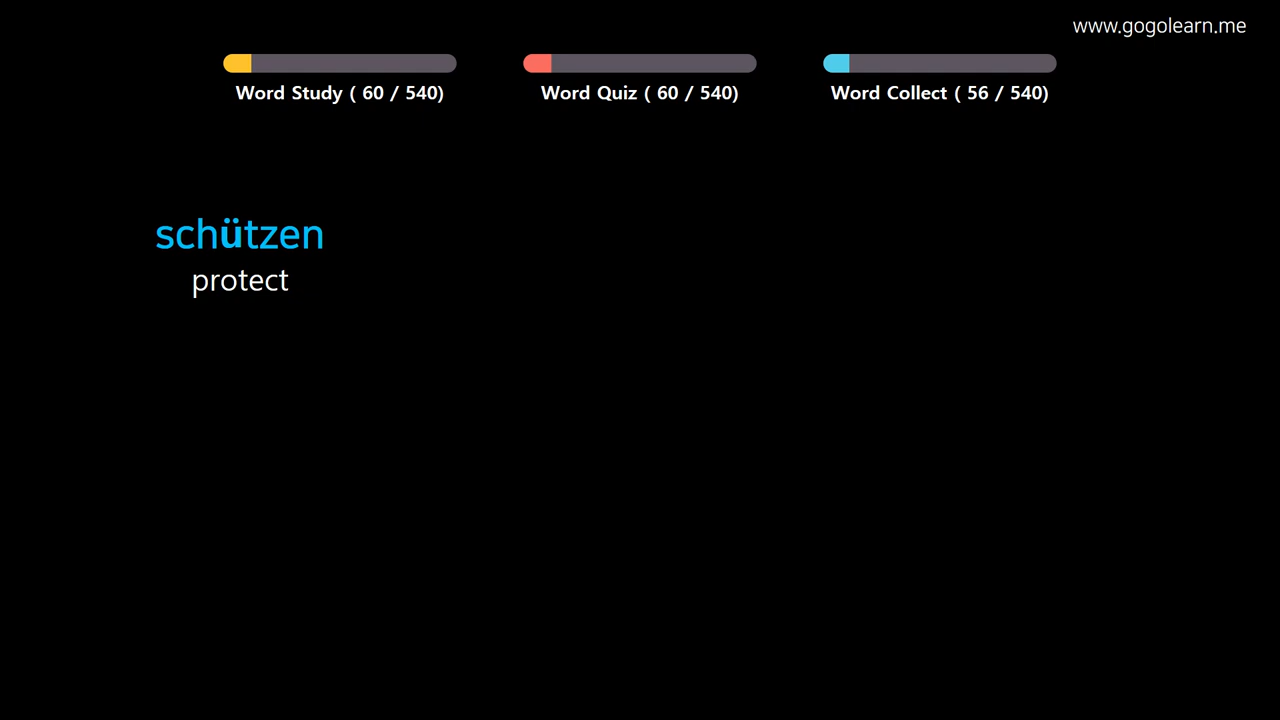 www.gogolearn.me
Word Study ( 60 / 540)
Word Quiz ( 60 / 540)
Word Collect ( 56 / 540)
schützen
protect